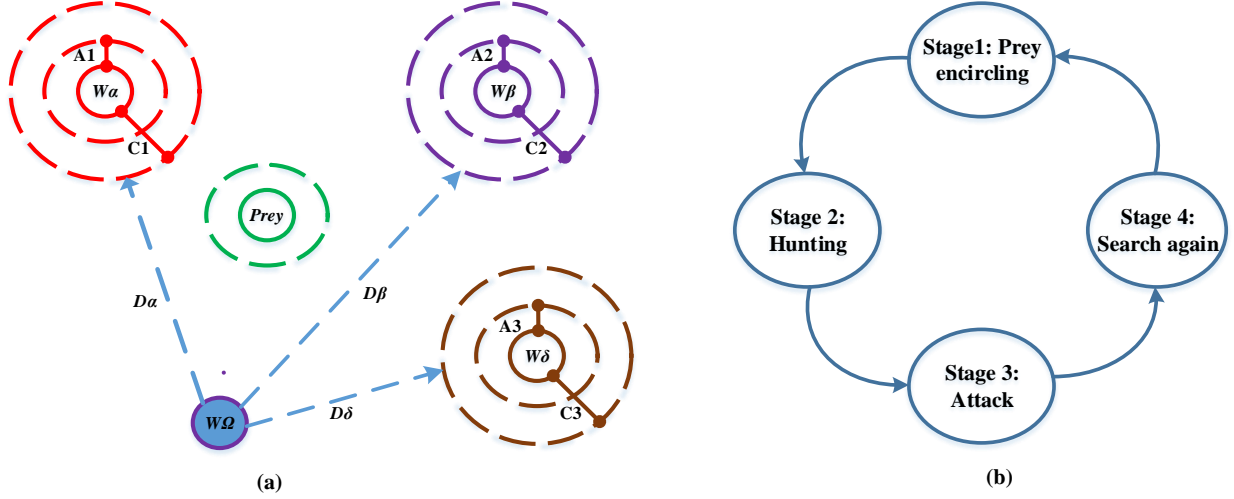 A1
Wα
C1
A2
Wβ
C2
Prey
Dα
Dβ
A3
Wδ
C3
Dδ
WΩ
(a)
Stage1: Prey
encircling
Stage 2:
Hunting
Stage 4:
Search again
Stage 3:
Attack
(b)